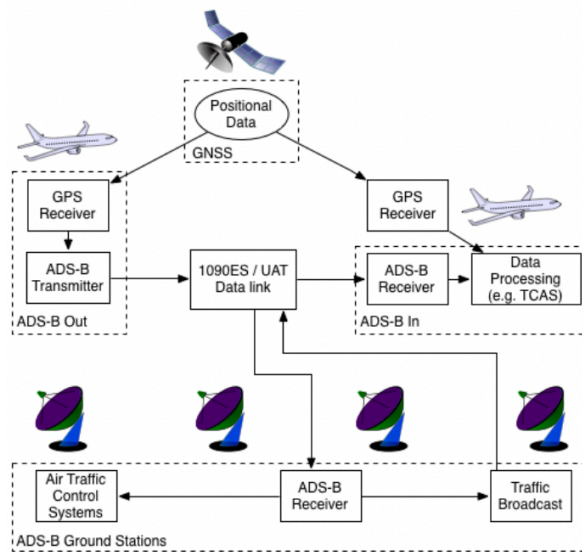 Positional
Data
GNSS
GPS
Receiver
ADS-B
Transmitter
ADS-B Out
1090ES / UAT
Data link
GPS
Receiver
ADS-B
Receiver
Data
Processing
(e.g. TCAS)
ADS-B In
Air Traffic
Control
Systems
ADS-B
Receiver
Traffic
Broadcast
ADS-B Ground Stations